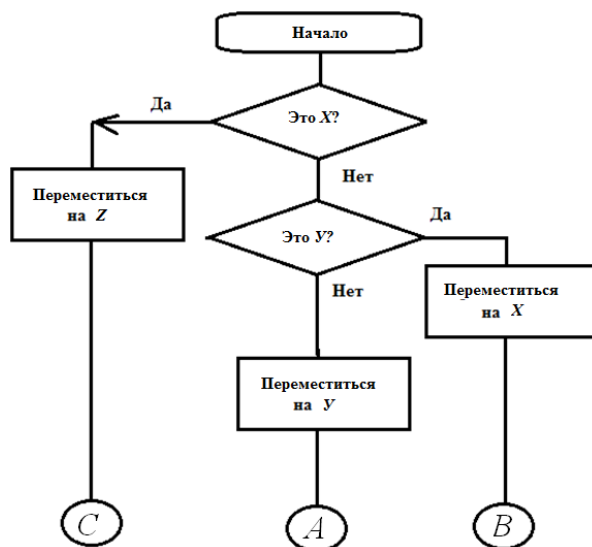 Начало
Да
Это X?
Нет
Переместиться
на Z
Да
Это У?
Нет
Переместиться
на X
Переместиться
на У
C
A
B